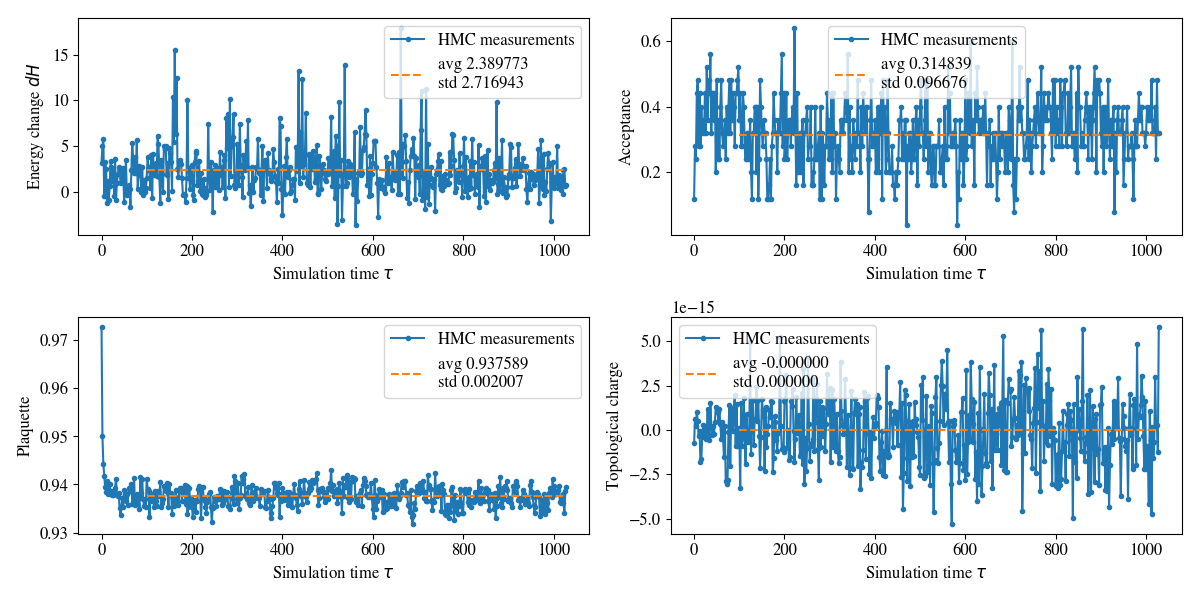 15
10
5
0
Energy change dH
HMC measurements
avg 2.389773
std 2.716943
0
200
400
600
800
1000
Simulation time τ
0.6
0.4
0.2
Acceptance
HMC measurements
avg 0.314839
std 0.096676
0
200
400
600
800
1000
Simulation time τ
0.97
0.96
0.95
0.94
0.93
Plaquette
HMC measurements
avg 0.937589
std 0.002007
0
200
400
600
800
1000
Simulation time τ
1e−15
5.0
2.5
0.0
−2.5
−5.0
Topological charge
HMC measurements
avg -0.000000
std 0.000000
0
200
400
600
800
1000
Simulation time τ